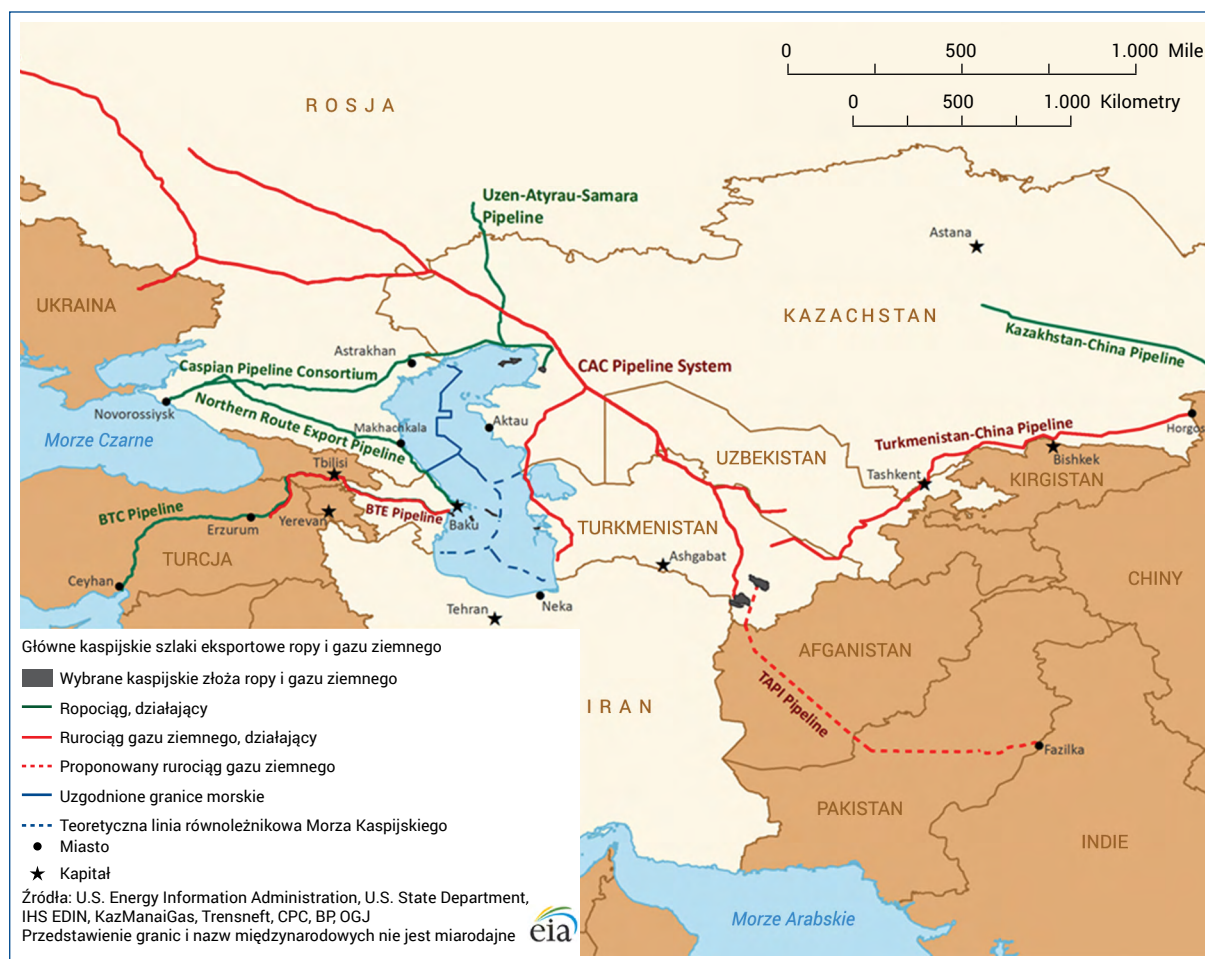 0 500 1.000 Mile
0 500 1.000 Kilometry
ROSJA
Uzen-Atyrau-Samara
Pipeline
Astana
UKRAINA
KAZACHSTAN
Kazakhstan-China Pipeline
Astrakhan
Caspian Pipeline Consortium
CAC Pipeline System
Novorossiysk
Northern Route Export Pipeline
Makhachkala
Aktau
Horgos
Morze Czarne
Turkmenistan-China Pipeline
Bishkek
Tbilisi
UZBEKISTAN
Tashkent
KIRGISTAN
BTC Pipeline
Erzurum
Yerevan
BTE Pipeline
Baku
TURKMENISTAN
TURCJA
Ashgabat
Ceyhan
CHINY
Tehran
Neka
AFGANISTAN
IRAN
TAPI Pipeline
Fazilka
PAKISTAN
INDIE
Morze Arabskie
Główne kaspijskie szlaki eksportowe ropy i gazu ziemnego
Wybrane kaspijskie złoża ropy i gazu ziemnego
Ropociąg, działający
Rurociąg gazu ziemnego, działający
Proponowany rurociąg gazu ziemnego
Uzgodnione granice morskie
Teoretyczna linia równoleżnikowa Morza Kaspijskiego
Miasto
Kapitał
Źródła: U.S. Energy Information Administration, U.S. State Department,
IHS EDIN, KazManaiGas, Trensneft, CPC, BP, OGJ
Przedstawienie granic i nazw międzynarodowych nie jest miarodajne
eia